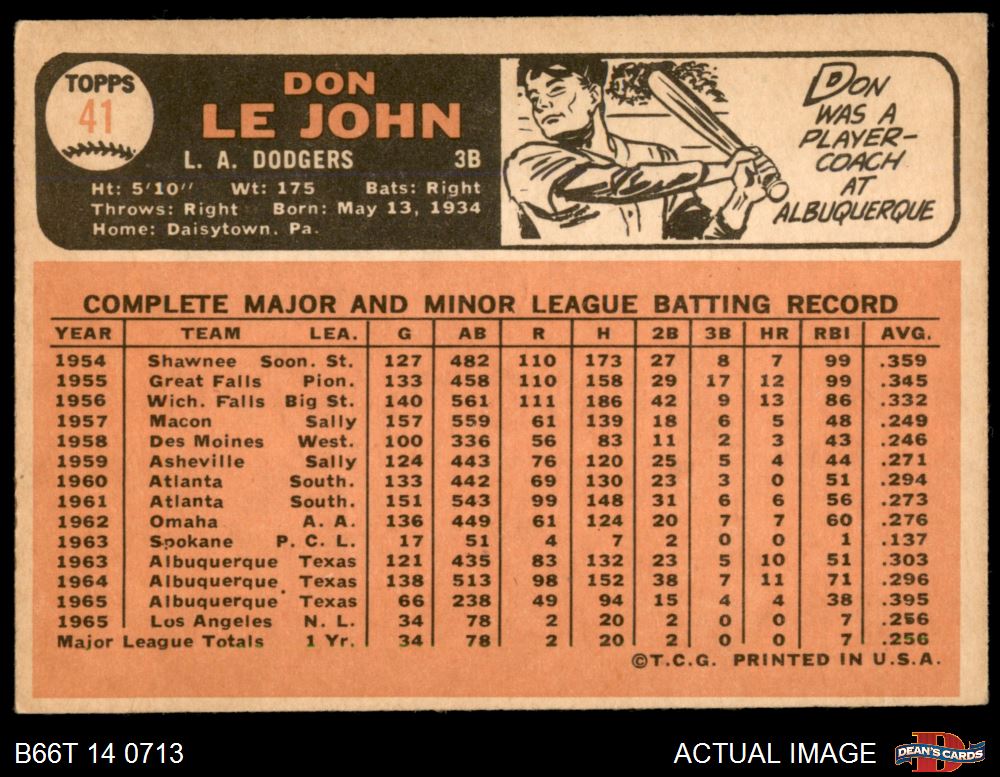 TOPPS
41
DON
LE JOHN
L. A. DODGERS 3B
Ht: 5'10" Wt: 175 Bats: Right
Throws: Right Born: May 13, 1934
Home: Daisytown, Pa.
DON
WAS A
PLAYER-
COACH
AT
ALBUQUERQUE
COMPLETE MAJOR AND MINOR LEAGUE BATTING RECORD
YEAR TEAM LEA. G AB R H 2B 3B HR RBI AVG.
1954 Shawnee Soon. St. 127 482 110 173 27 8 7 99 .359
1955 Great Falls Pion. 133 458 110 158 29 17 12 99 .345
1956 Wich. Falls Big St. 140 561 111 186 42 9 13 86 .332
1957 Macon Sally 157 559 61 139 18 6 5 48 .249
1958 Des Moines West. 100 336 56 83 11 2 3 43 .246
1959 Asheville Sally 124 443 76 120 25 5 4 44 .271
1960 Atlanta South. 133 442 69 130 23 3 0 51 .294
1961 Atlanta South. 151 543 99 148 31 6 6 56 .273
1962 Omaha A. A. 136 449 61 124 20 7 7 60 .276
1963 Spokane P. C. L. 17 51 4 7 2 0 0 1 .137
1963 Albuquerque Texas 121 435 83 132 23 5 10 51 .303
1964 Albuquerque Texas 138 513 98 152 38 7 11 71 .296
1965 Albuquerque Texas 66 238 49 94 15 4 4 38 .395
1965 Los Angeles N. L. 34 78 2 20 2 0 0 7 .256
Major League Totals 1 Yr. 34 78 2 20 2 0 0 7 .256
©T.C.G. PRINTED IN U.S.A.
B66T 14 0713 ACTUAL IMAGE DEAN'S CARDS